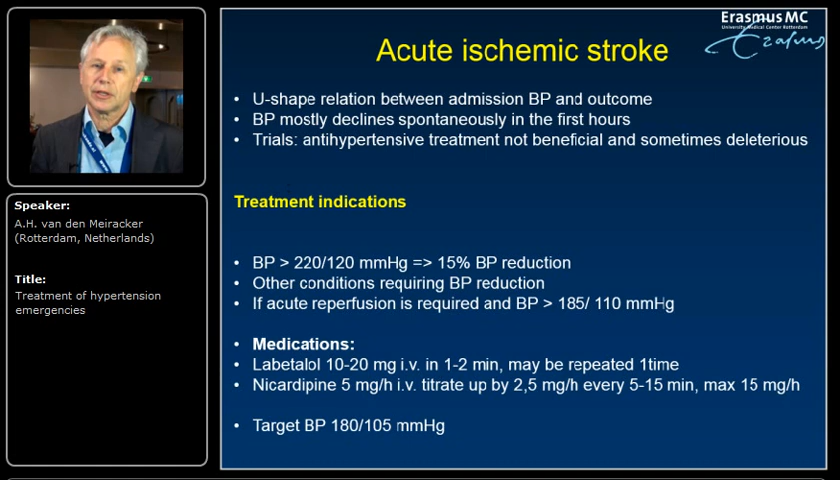 Erasmus MC
University Medical Center Rotterdam
Erasmus
Acute ischemic stroke
• U-shape relation between admission BP and outcome
• BP mostly declines spontaneously in the first hours
• Trials: antihypertensive treatment not beneficial and sometimes deleterious
Treatment indications
• BP > 220/120 mmHg => 15% BP reduction
• Other conditions requiring BP reduction
• If acute reperfusion is required and BP > 185/ 110 mmHg
• Medications:
• Labetalol 10-20 mg i.v. in 1-2 min, may be repeated 1time
• Nicardipine 5 mg/h i.v. titrate up by 2,5 mg/h every 5-15 min, max 15 mg/h
• Target BP 180/105 mmHg
Speaker:
A.H. van den Meiracker
(Rotterdam, Netherlands)
Title:
Treatment of hypertension
emergencies